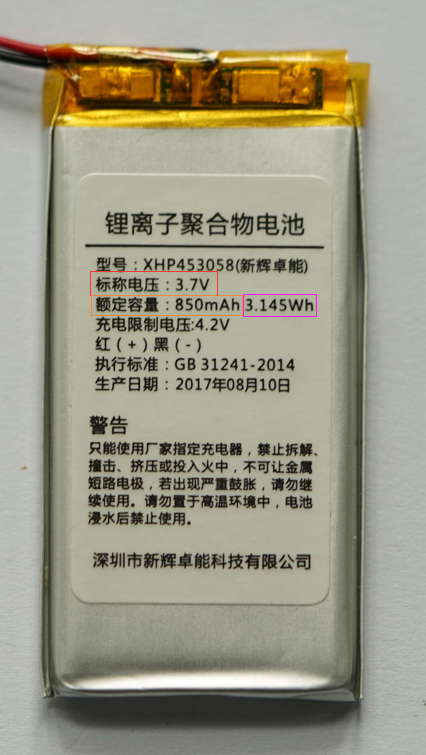 锂离子聚合物电池
型号：XHP453058(新辉卓能)
标称电压：3.7V
额定容量：850mAh 3.145Wh
充电限制电压:4.2V
红（+）黑（-）
执行标准：GB 31241-2014
生产日期：2017年08月10日
警告
只能使用厂家指定充电器，禁止拆解、
撞击、挤压或投入火中，不可让金属
短路电极，若出现严重鼓胀，请勿继
续使用。请勿置于高温环境中，电池
浸水后禁止使用。
深圳市新辉卓能科技有限公司